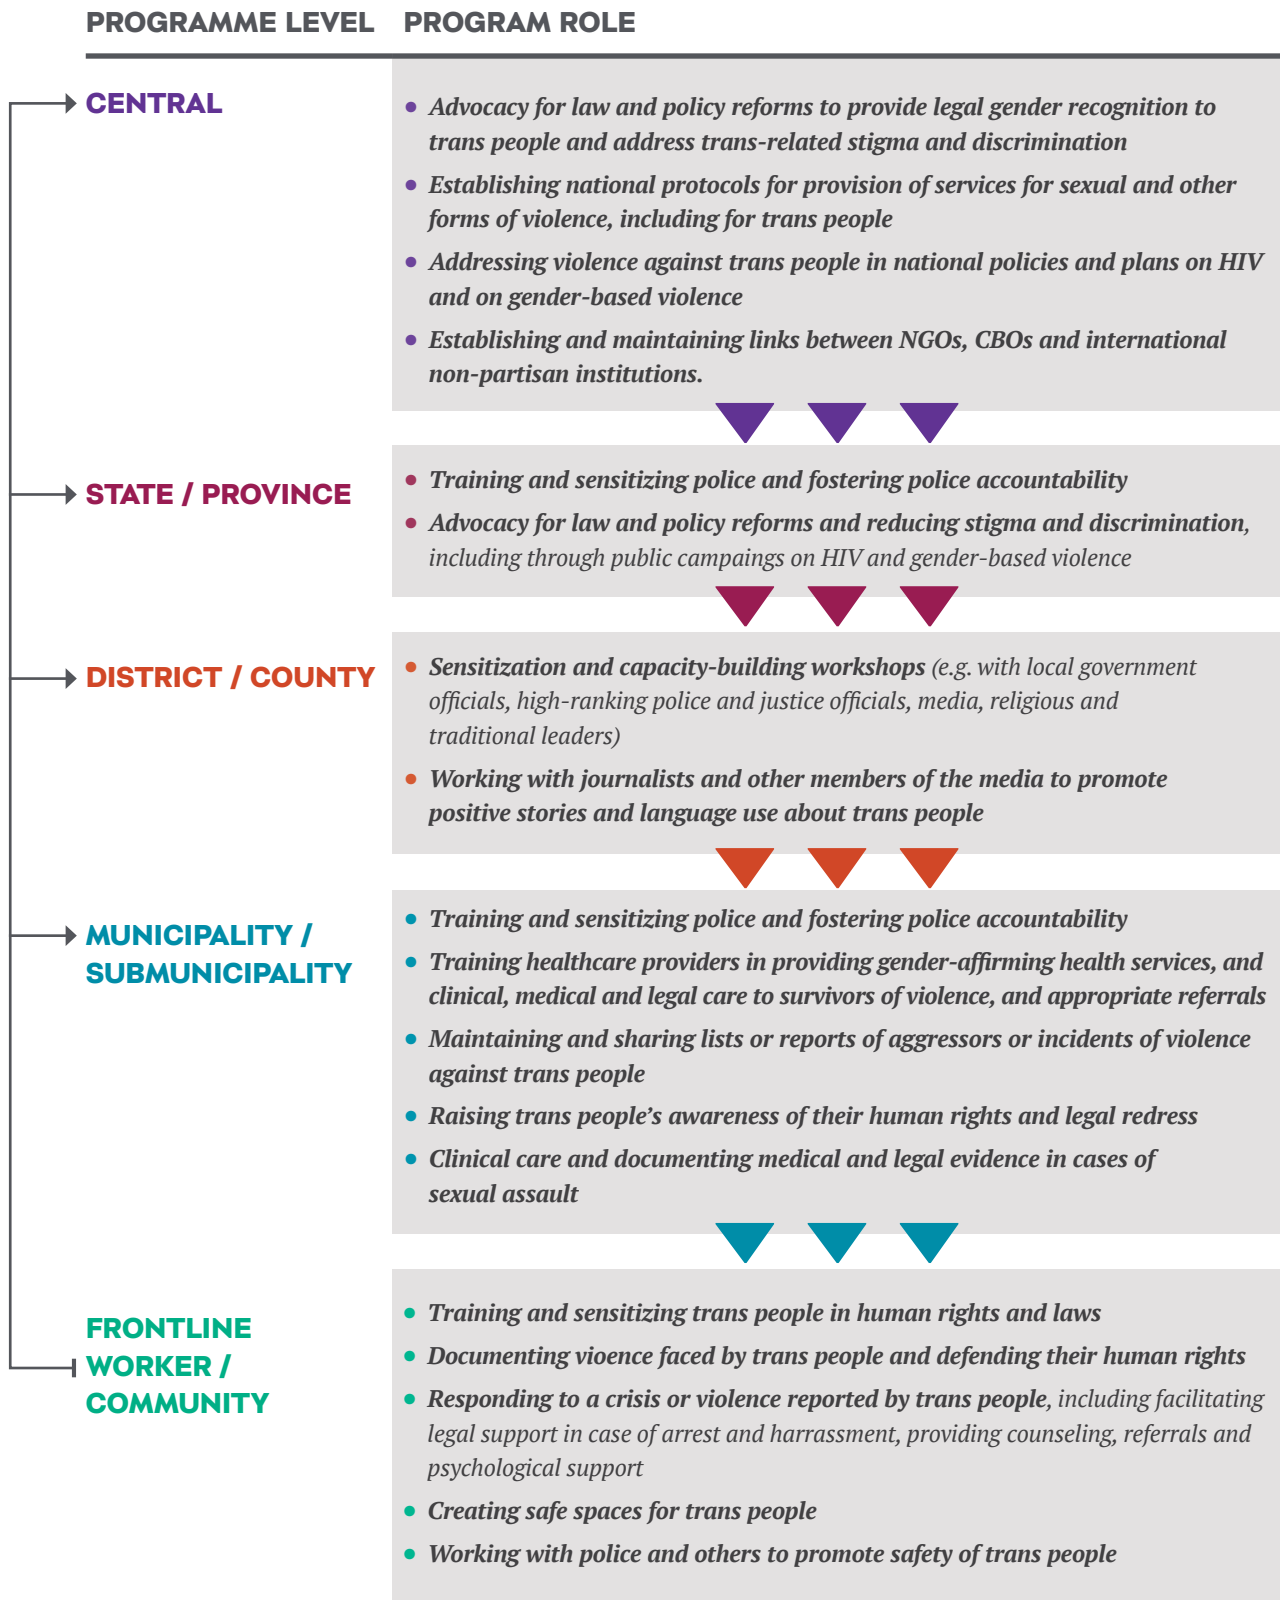 PROGRAMME LEVEL PROGRAM ROLE
CENTRAL
• Advocacy for law and policy reforms to provide legal gender recognition to
trans people and address trans-related stigma and discrimination
• Establishing national protocols for provision of services for sexual and other
forms of violence, including for trans people
• Addressing violence against trans people in national policies and plans on HIV
and on gender-based violence
• Establishing and maintaining links between NGOs, CBOs and international
non-partisan institutions.
STATE / PROVINCE
• Training and sensitizing police and fostering police accountability
• Advocacy for law and policy reforms and reducing stigma and discrimination,
including through public campaings on HIV and gender-based violence
DISTRICT / COUNTY
• Sensitization and capacity-building workshops (e.g. with local government
officials, high-ranking police and justice officials, media, religious and
traditional leaders)
• Working with journalists and other members of the media to promote
positive stories and language use about trans people
MUNICIPALITY /
SUBMUNICIPALITY
• Training and sensitizing police and fostering police accountability
• Training healthcare providers in providing gender-affirming health services, and
clinical, medical and legal care to survivors of violence, and appropriate referrals
• Maintaining and sharing lists or reports of aggressors or incidents of violence
against trans people
• Raising trans people's awareness of their human rights and legal redress
• Clinical care and documenting medical and legal evidence in cases of
sexual assault
FRONTLINE
WORKER /
COMMUNITY
• Training and sensitizing trans people in human rights and laws
• Documenting vioence faced by trans people and defending their human rights
• Responding to a crisis or violence reported by trans people, including facilitating
legal support in case of arrest and harrassment, providing counseling, referrals and
psychological support
• Creating safe spaces for trans people
• Working with police and others to promote safety of trans people